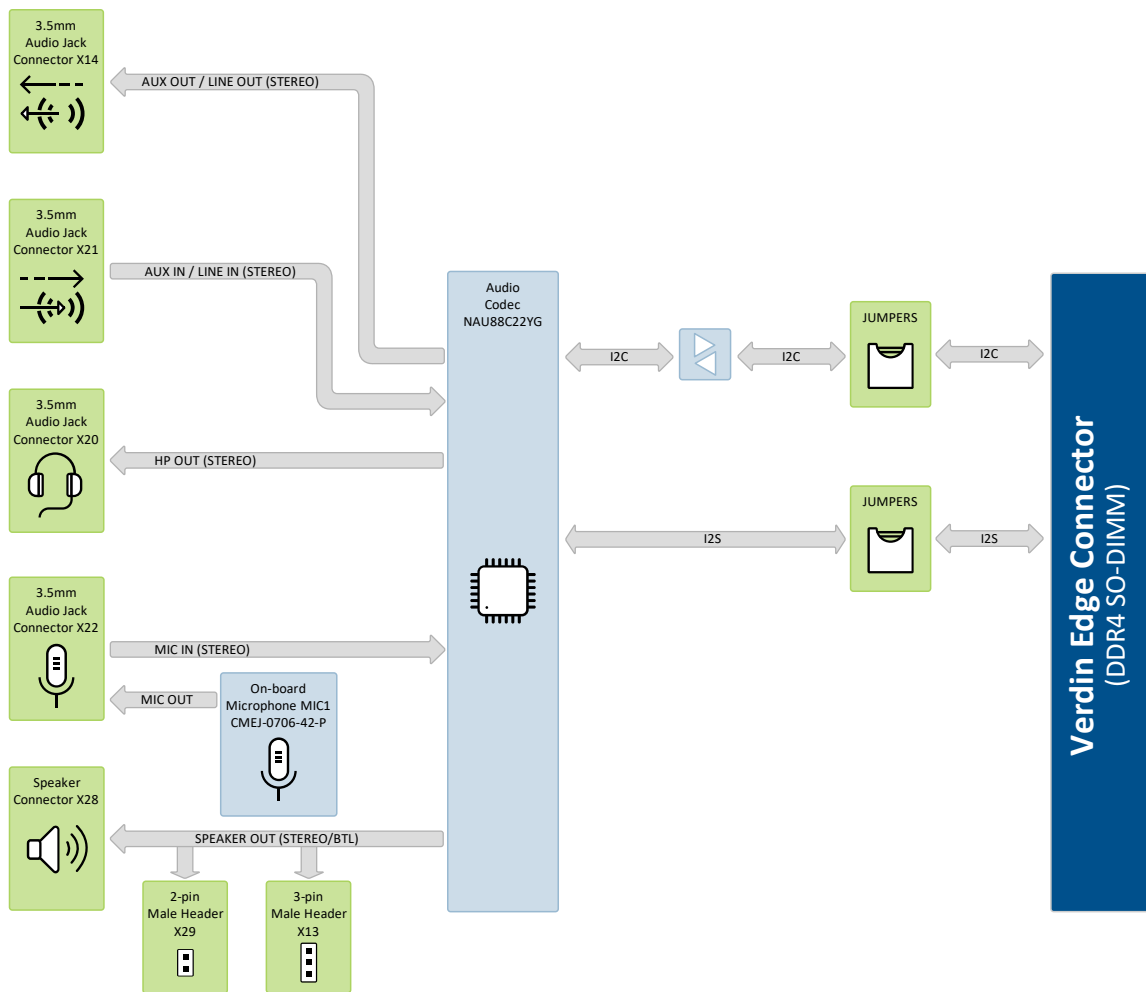 3.5mm
Audio Jack
Connector X14
AUX OUT / LINE OUT (STEREO)
3.5mm
Audio Jack
Connector X21
AUX IN / LINE IN (STEREO)
3.5mm
Audio Jack
Connector X20
HP OUT (STEREO)
3.5mm
Audio Jack
Connector X22
MIC IN (STEREO)
MIC OUT
On-board
Microphone MIC1
CMEJ-0706-42-P
Speaker
Connector X28
SPEAKER OUT (STEREO/BTL)
2-pin
Male Header
X29
3-pin
Male Header
X13
Audio
Codec
NAU88C22YG
I2C
I2C
JUMPERS
I2C
I2S
JUMPERS
I2S
Verdin Edge Connector
(DDR4 SO-DIMM)